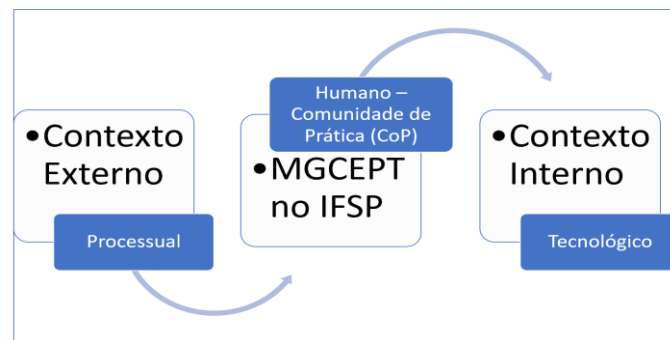 •Contexto
Externo
Processual
Humano –
Comunidade de
Prática (CoP)
•MGCEPT
no IFSP
•Contexto
Interno
Tecnológico